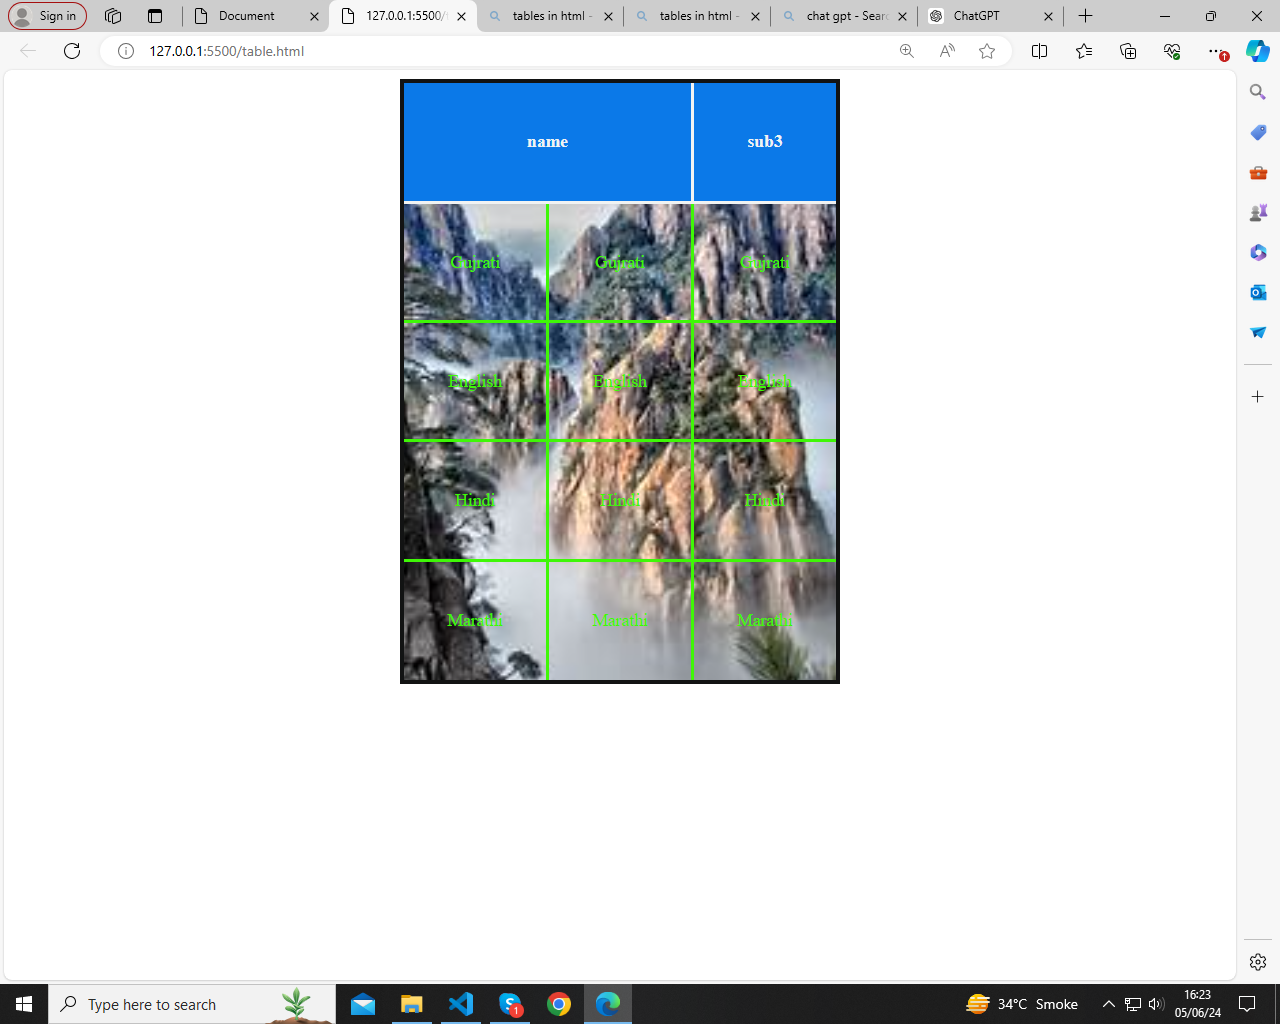 Sign in
Document
127.0.0.1:5500/t
tables in html -
tables in html -
chat gpt - Sear
ChatGPT
127.0.0.1:5500/table.html
name sub3
Gujrati Gujrati Gujrati
English English English
Hindi Hindi Hindi
Marathi Marathi Marathi
Type here to search
1
34°C Smoke
16:23
05/06/24